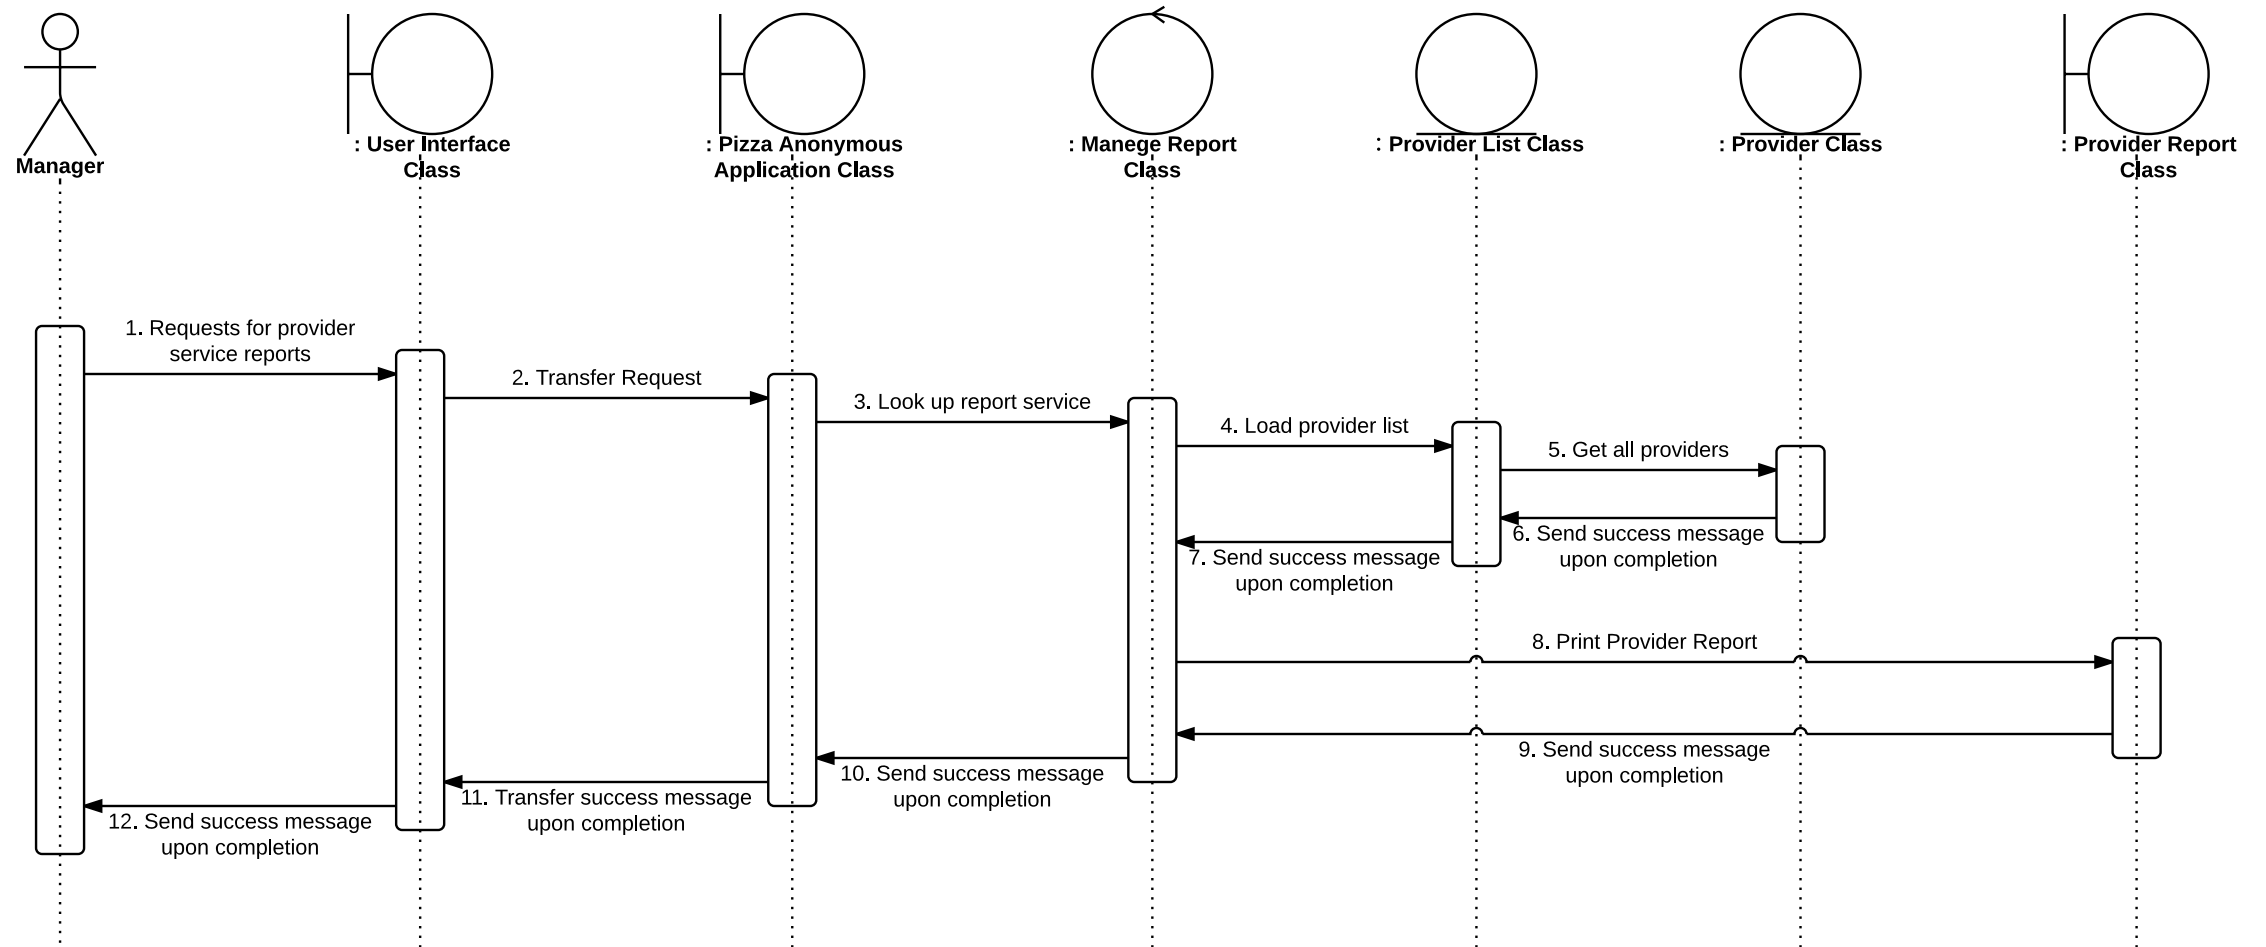 Manager
: User Interface
Class
: Pizza Anonymous
Application Class
: Manege Report
Class
: Provider List Class
: Provider Class
: Provider Report
Class
1. Requests for provider
service reports
2. Transfer Request
3. Look up report service
4. Load provider list
5. Get all providers
6. Send success message
upon completion
7. Send success message
upon completion
8. Print Provider Report
9. Send success message
upon completion
10. Send success message
upon completion
11. Transfer success message
upon completion
12. Send success message
upon completion